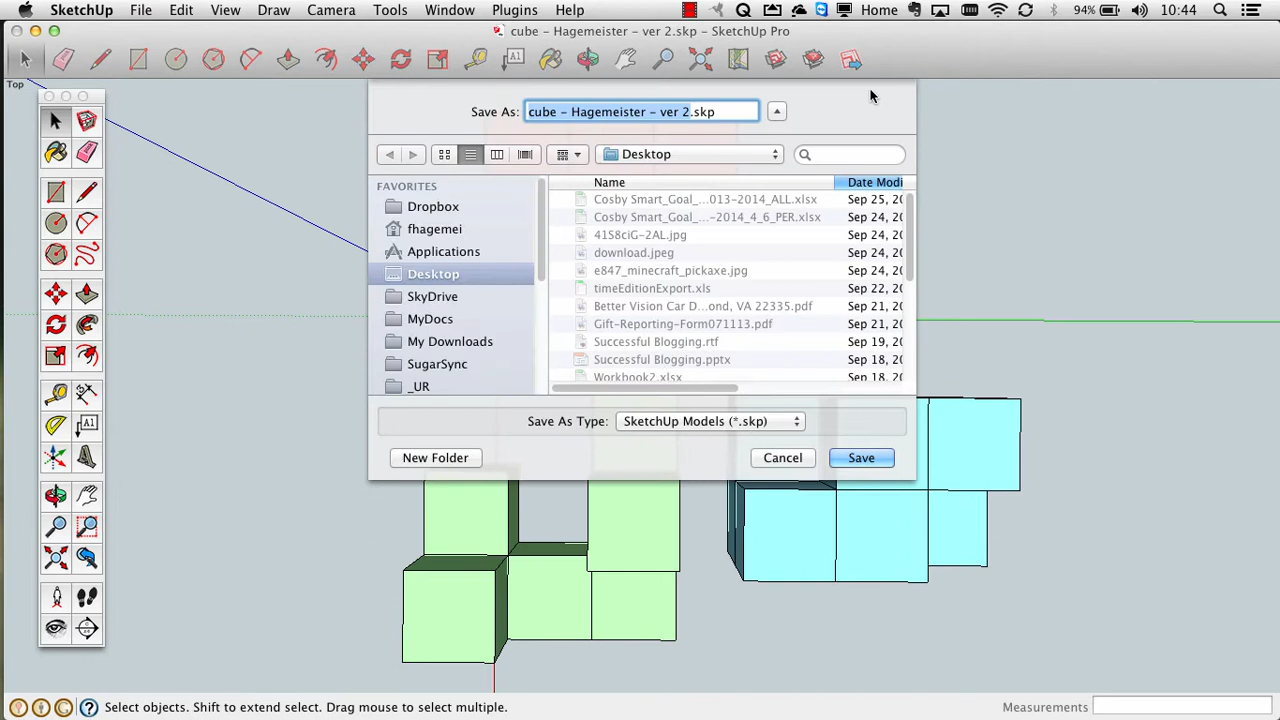 SketchUp File Edit View Draw Camera Tools Window Plugins Help Home 94% 10:44
cube – Hagemeister – ver 2.skp – SketchUp Pro
Top
Save As: cube – Hagemeister – ver 2.skp
Desktop
FAVORITES
Dropbox
fhagemei
Applications
Desktop
SkyDrive
MyDocs
My Downloads
SugarSync
_UR
Name Date Modi
Cosby Smart_Goal_...013-2014_ALL.xlsx Sep 25, 20
Cosby Smart_Goal_...-2014_4_6_PER.xlsx Sep 24, 20
41S8ciG-2AL.jpg Sep 24, 20
download.jpeg Sep 24, 20
e847_minecraft_pickaxe.jpg Sep 24, 20
timeEditionExport.xls Sep 22, 20
Better Vision Car D...ond, VA 22335.pdf Sep 21, 20
Gift-Reporting-Form071113.pdf Sep 21, 20
Successful Blogging.rtf Sep 19, 20
Successful Blogging.pptx Sep 18, 20
Workbook2.xlsx Sep 18, 20
Save As Type: SketchUp Models (*.skp)
New Folder Cancel Save
Select objects. Shift to extend select. Drag mouse to select multiple. Measurements